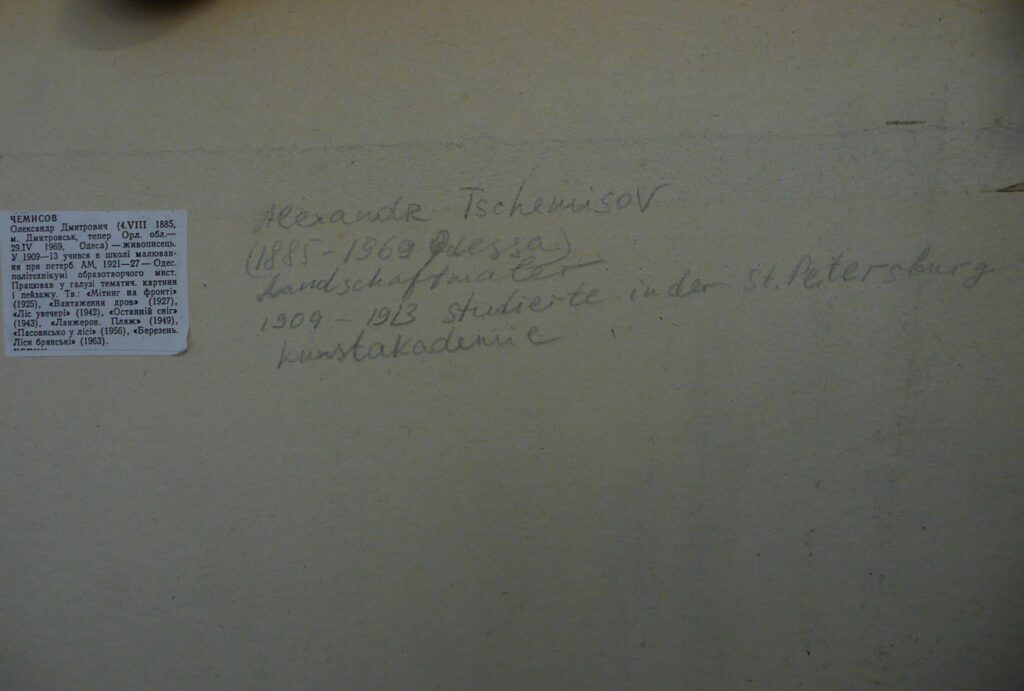 ЧЕМИСОВ
Олександр Дмитрович (4.VIII 1885,
м. Дмитровськ, тепер Орл. обл.—
29.IV 1969, Одеса) — живописець.
У 1909—13 учився в школі малюван-
ня при петерб. АМ, 1921—27 — Одес.
політехнікумі образотворчого мист.
Працював у галузі тематич. картини
і пейзажу. Тв.: «Мітинг на фронті»
(1925), «Вантаження дров» (1927),
«Ліс увечері» (1942), «Останній сніг»
(1943), «Ланжерон. Пляж» (1949),
«Пасовисько у лісі» (1956), «Березень.
Ліси брянські» (1963).
Alexandr Tschemisov
(1885-1969 Odessa)
Landschaftmaler
1909 - 1913 studierte in der St. Petersburg
Kunstakademie